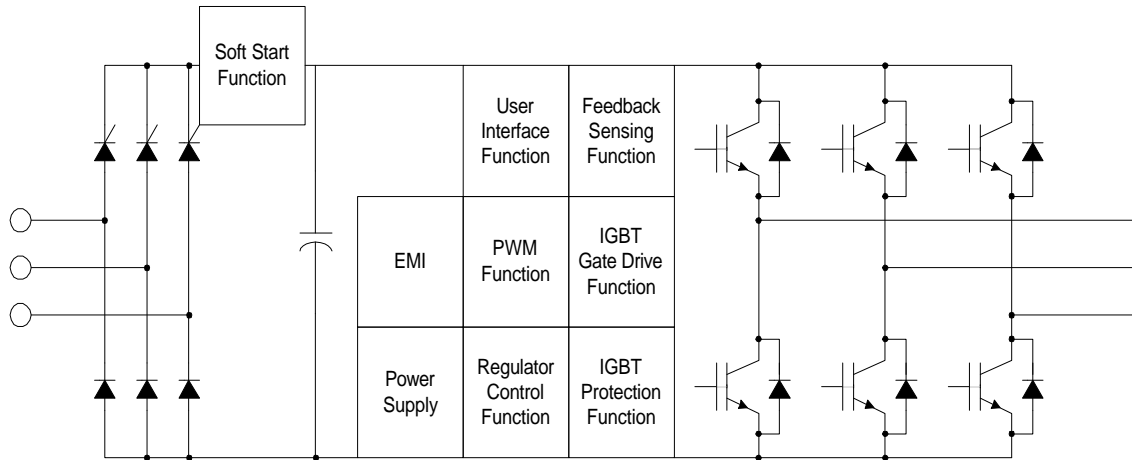 Soft Start
Function
User
Interface
Function
Feedback
Sensing
Function
EMI
PWM
Function
IGBT
Gate Drive
Function
Power
Supply
Regulator
Control
Function
IGBT
Protection
Function